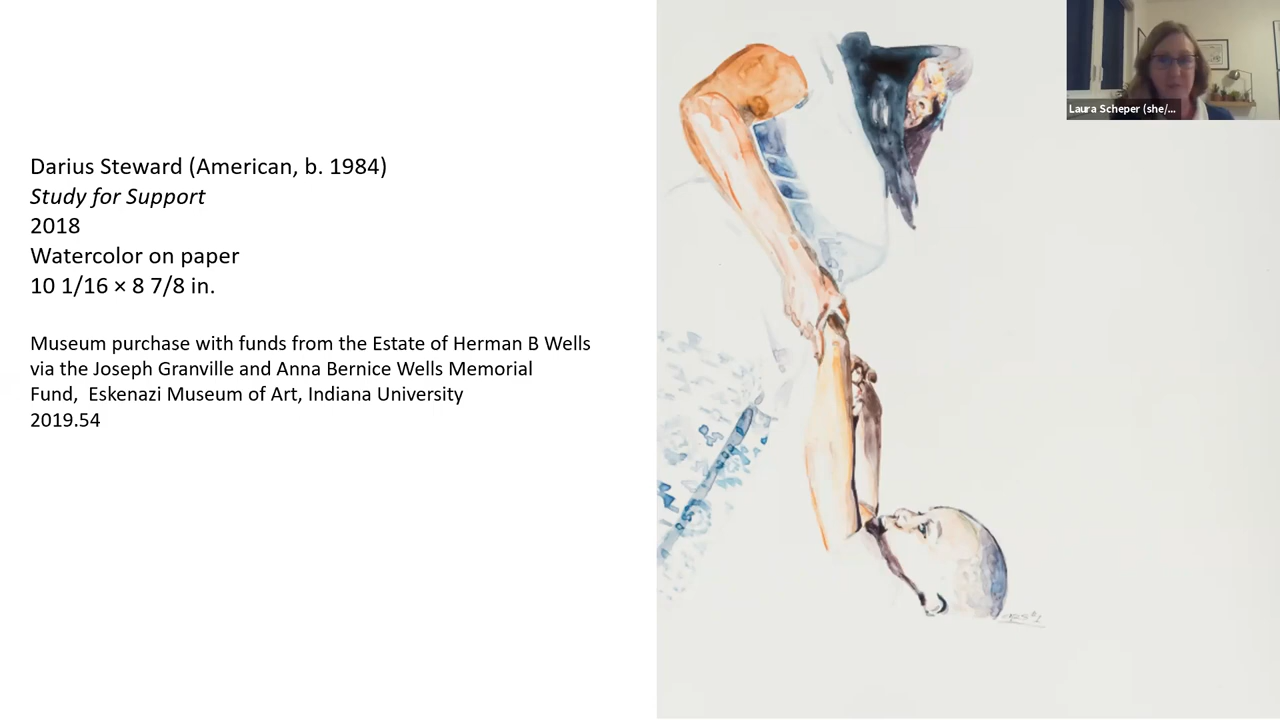 Darius Steward (American, b. 1984)
Study for Support
2018
Watercolor on paper
10 1/16 × 8 7/8 in.
Museum purchase with funds from the Estate of Herman B Wells
via the Joseph Granville and Anna Bernice Wells Memorial
Fund,  Eskenazi Museum of Art, Indiana University
2019.54
Laura Scheper (she/...